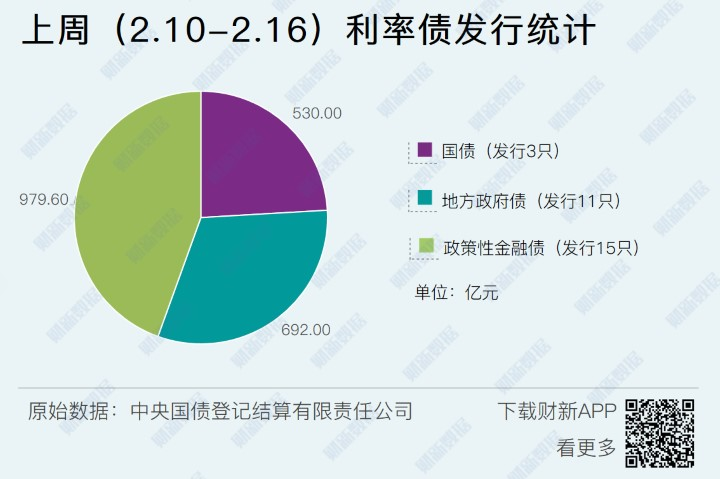 上周（2.10-2.16）利率债发行统计
530.00
979.60
692.00
国债（发行3只）
地方政府债（发行11只）
政策性金融债（发行15只）
单位：亿元
原始数据：中央国债登记结算有限责任公司
下载财新APP
看更多
财新数据